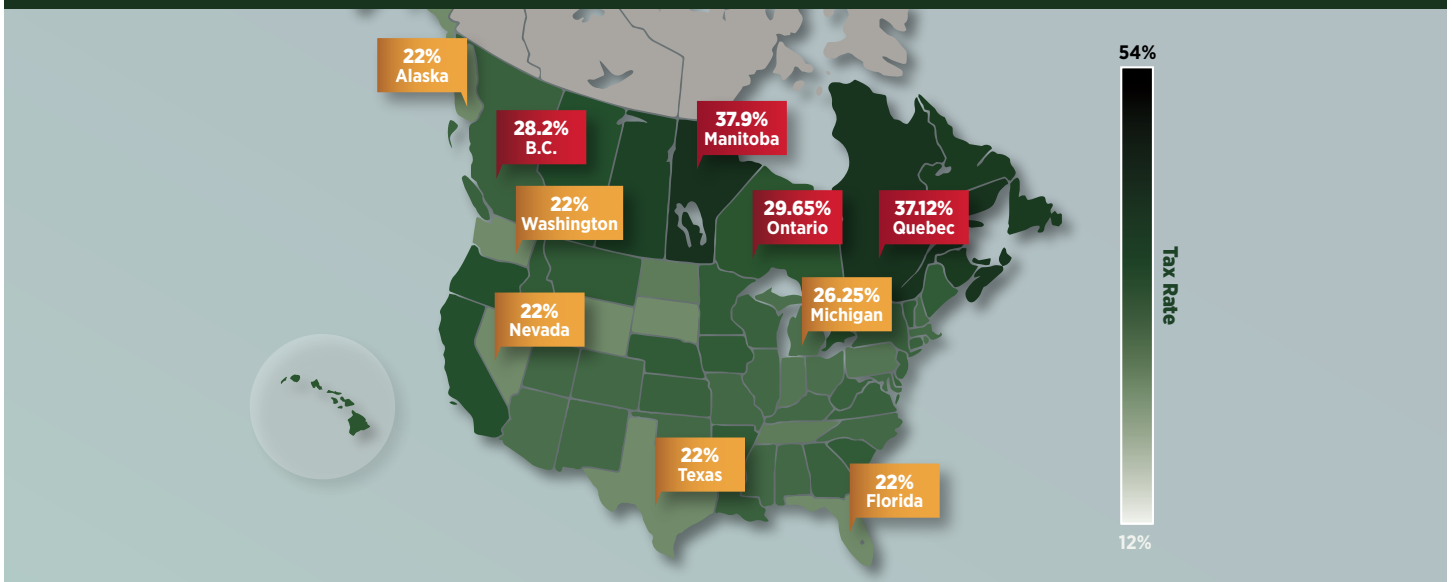 22%
Alaska
54%
28.2%
B.C.
37.9%
Manitoba
22%
Washington
29.65%
Ontario
37.12%
Quebec
Tax Rate
22%
Nevada
26.25%
Michigan
22%
Texas
22%
Florida
12%